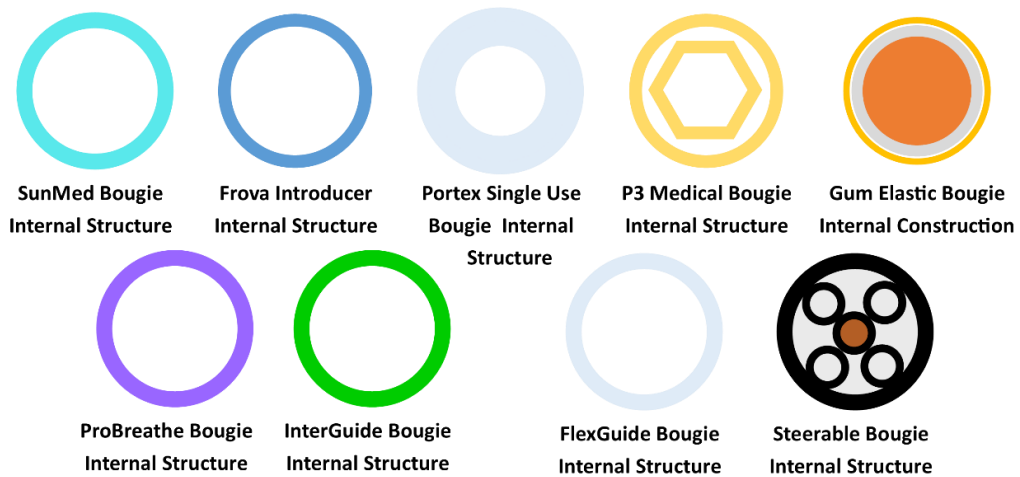 SunMed Bougie
Internal Structure
Frova Introducer
Internal Structure
Portex Single Use
Bougie  Internal
Structure
P3 Medical Bougie
Internal Structure
Gum Elastic Bougie
Internal Construction
ProBreathe Bougie
Internal Structure
InterGuide Bougie
Internal Structure
FlexGuide Bougie
Internal Structure
Steerable Bougie
Internal Structure